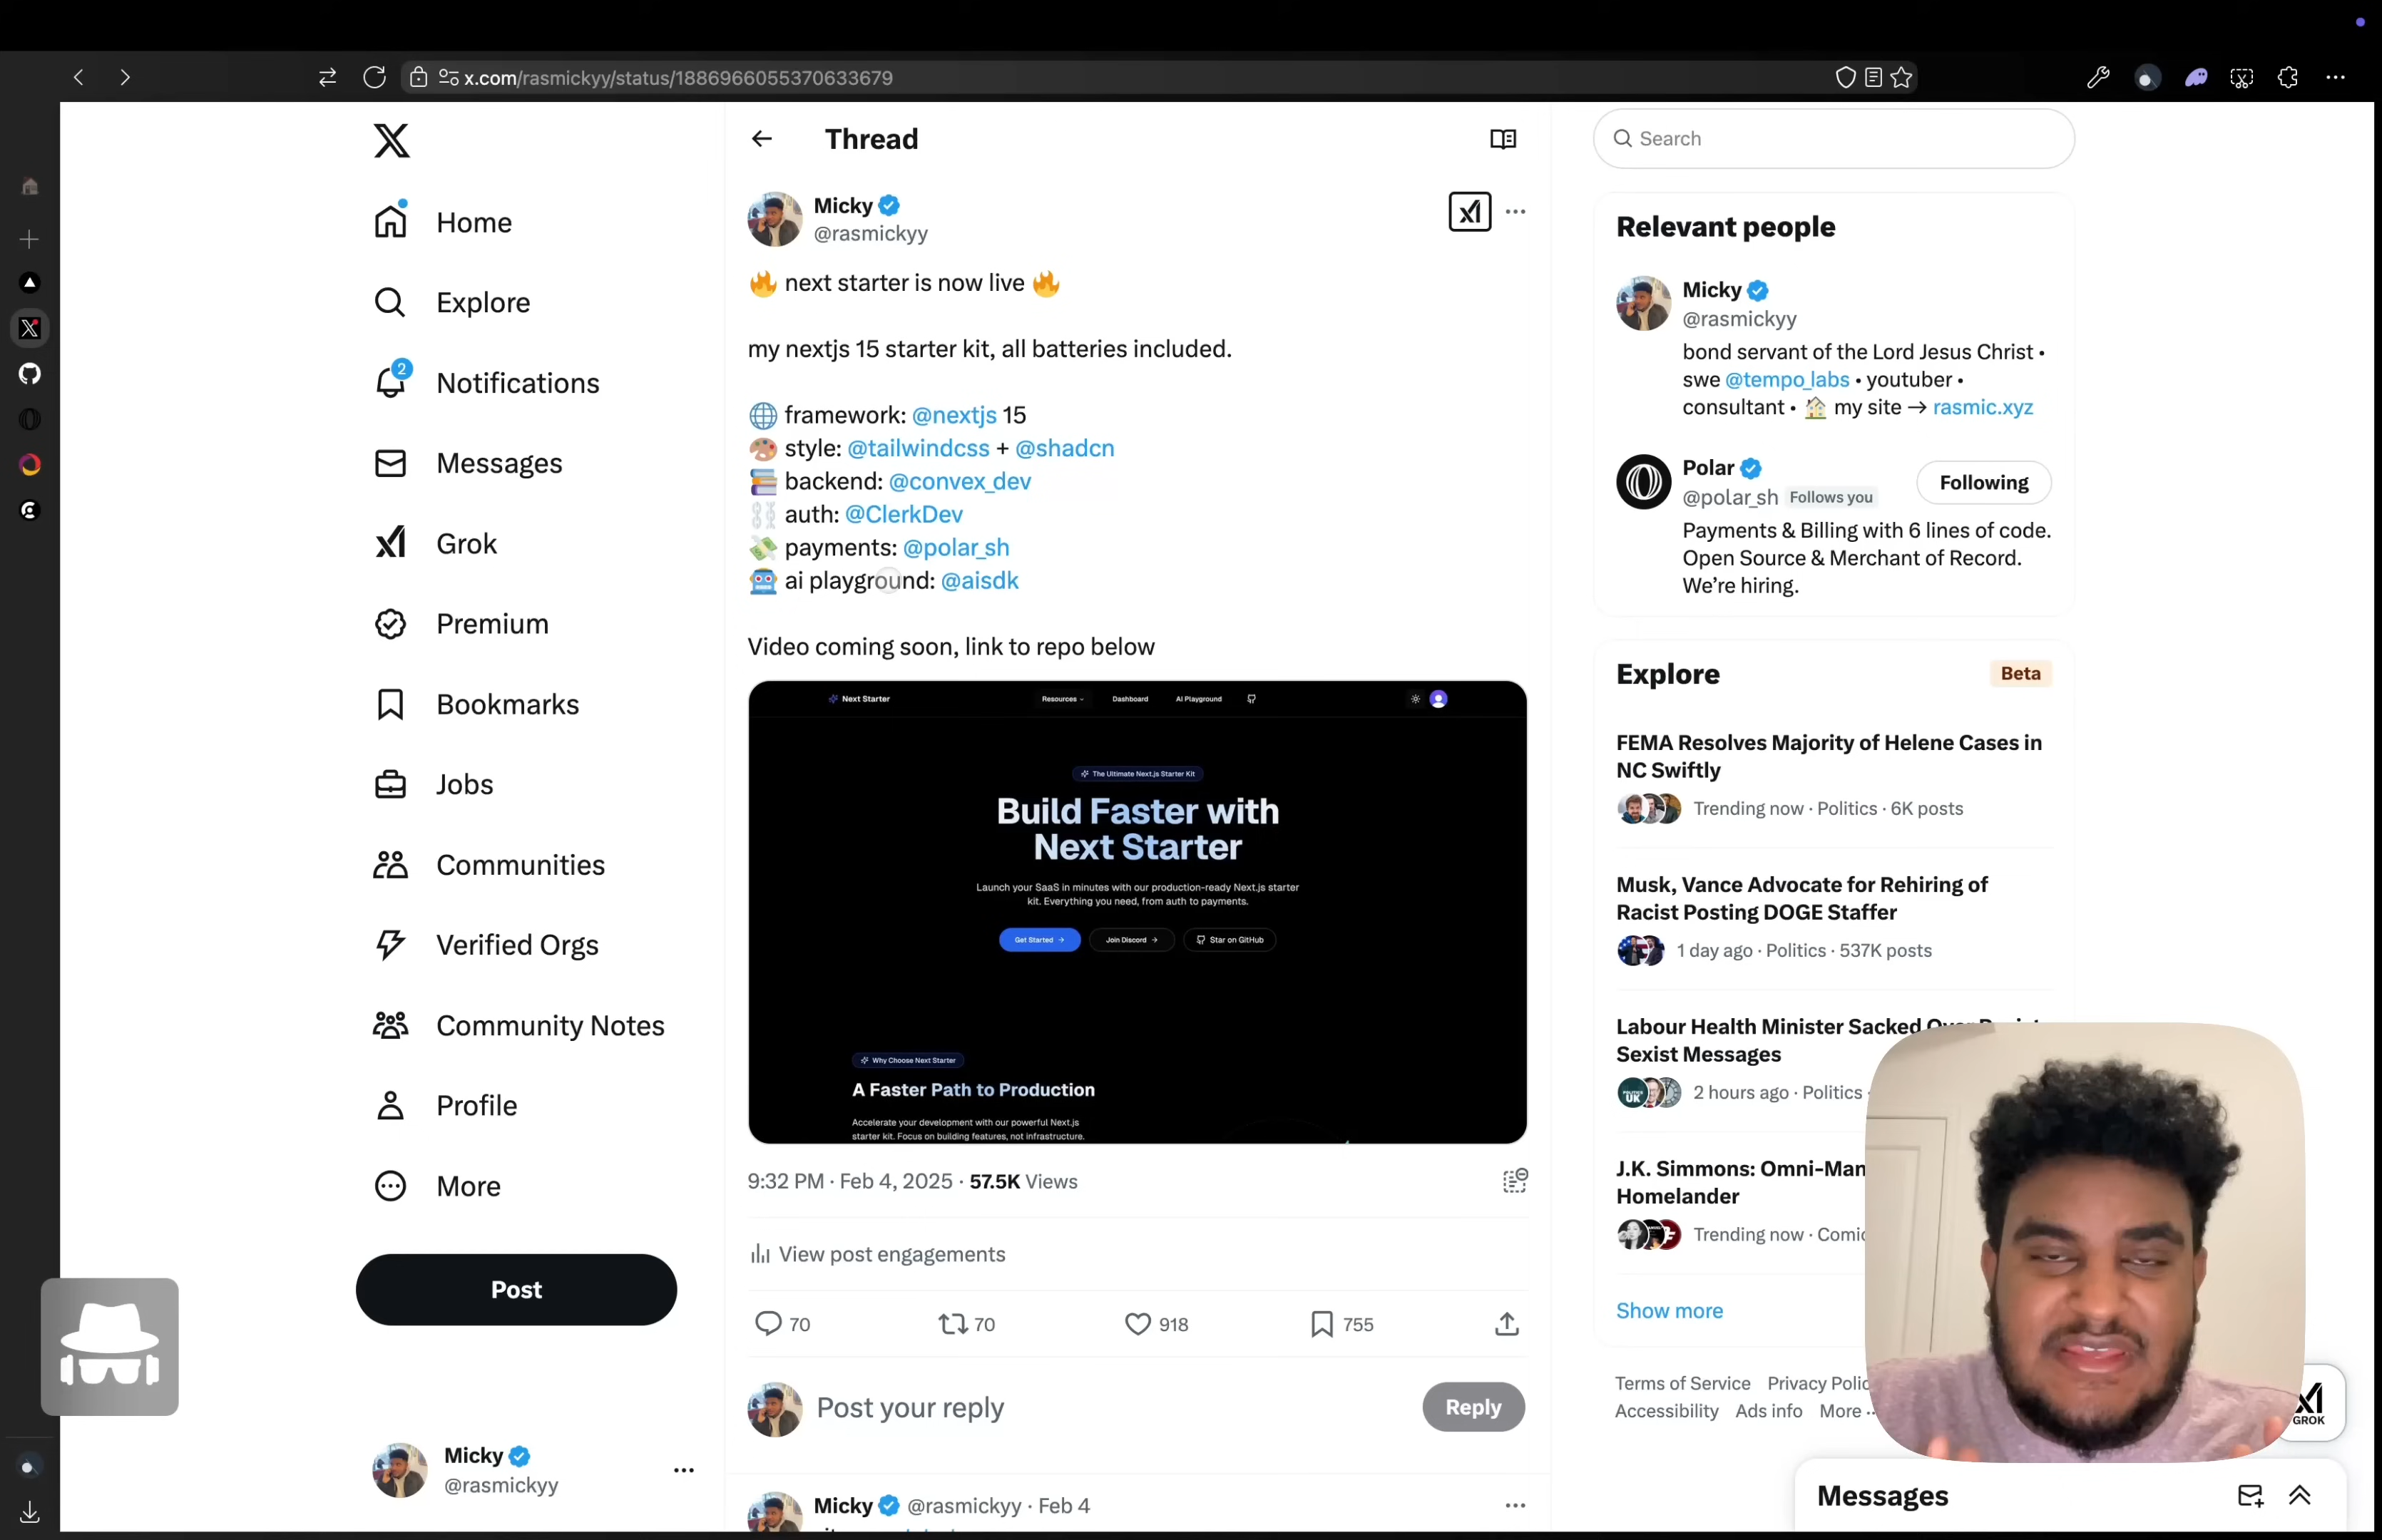 x.com/rasmickyy/status/1886966055370633679
Home
Explore
2
Notifications
Messages
Grok
Premium
Bookmarks
Jobs
Communities
Verified Orgs
Community Notes
Profile
More
Post
Micky
@rasmickyy
Thread
Micky
@rasmickyy
🔥 next starter is now live 🔥
my nextjs 15 starter kit, all batteries included.
🌐 framework: @nextjs 15
🎨 style: @tailwindcss + @shadcn
📚 backend: @convex_dev
⛓️ auth: @ClerkDev
💸 payments: @polar_sh
🤖 ai playground: @aisdk
Video coming soon, link to repo below
Next Starter
Resources
Dashboard
AI Playground
The Ultimate Next.js Starter Kit
Build Faster with
Next Starter
Launch your SaaS in minutes with our production-ready Next.js starter
kit. Everything you need, from auth to payments.
Get Started →
Join Discord →
Star on GitHub
Why Choose Next Starter
A Faster Path to Production
Accelerate your development with our powerful Next.js
starter kit. Focus on building features, not infrastructure.
9:32 PM · Feb 4, 2025 · 57.5K Views
View post engagements
70
70
918
755
Post your reply
Reply
Micky @rasmickyy · Feb 4
Search
Relevant people
Micky
@rasmickyy
bond servant of the Lord Jesus Christ •
swe @tempo_labs • youtuber •
consultant • 🏠 my site → rasmic.xyz
Polar
@polar_sh Follows you
Following
Payments & Billing with 6 lines of code.
Open Source & Merchant of Record.
We’re hiring.
Explore
Beta
FEMA Resolves Majority of Helene Cases in
NC Swiftly
Trending now · Politics · 6K posts
Musk, Vance Advocate for Rehiring of
Racist Posting DOGE Staffer
1 day ago · Politics · 537K posts
Labour Health Minister Sacked
Sexist Messages
POLITICS
UK
2 hours ago · Politics ·
J.K. Simmons: Omni-Man
Homelander
Trending now ·
Show more
Terms of Service Privacy
Accessibility Ads info More
GROK
Messages